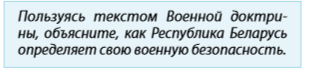 Пользуясь текстом Военной доктри-
ны, объясните, как Республика Беларусь
определяет свою военную безопасность.